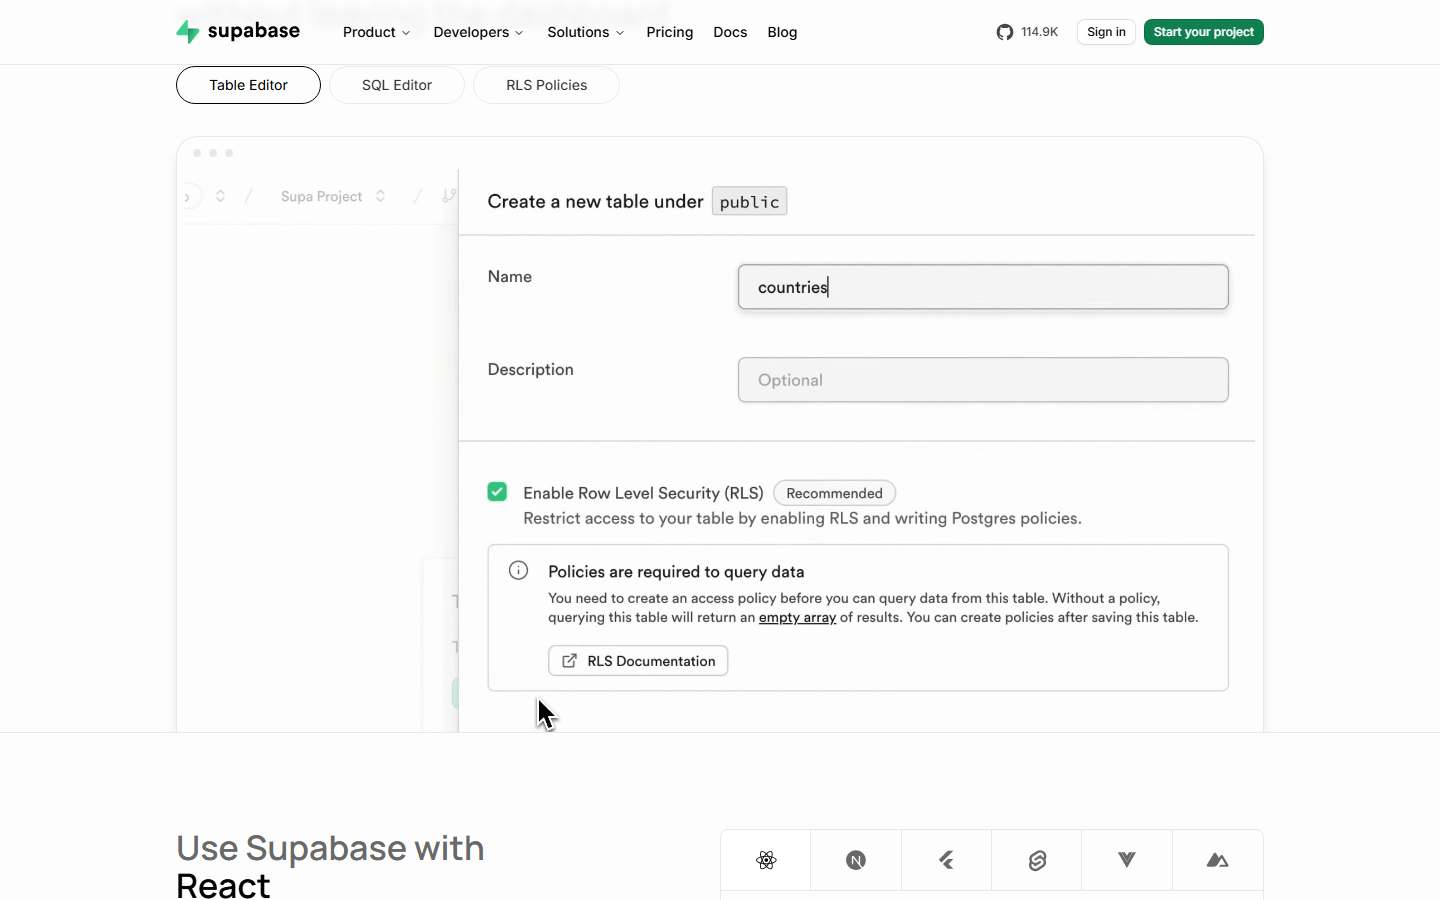 supabase
Product
Developers
Solutions
Pricing
Docs
Blog
114.9K
Sign in
Start your project
Table Editor
SQL Editor
RLS Policies
/ Supa Project /
Create a new table under public
Name
countries
Description
Optional
Enable Row Level Security (RLS) Recommended
Restrict access to your table by enabling RLS and writing Postgres policies.
Policies are required to query data
You need to create an access policy before you can query data from this table. Without a policy,
querying this table will return an empty array of results. You can create policies after saving this table.
RLS Documentation
Use Supabase with
React